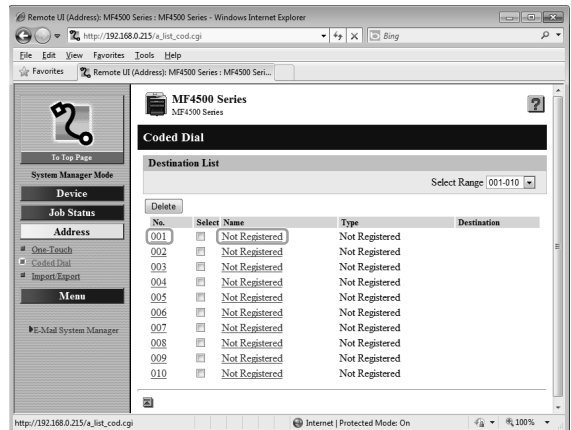 Remote UI (Address): MF4500 Series : MF4500 Series - Windows Internet Explorer
http://192.168.0.215/a_list_cod.cgi
Bing
File Edit View Favorites Tools Help
Favorites Remote UI (Address): MF4500 Series : MF4500 Seri...
MF4500 Series
MF4500 Series
?
Coded Dial
To Top Page
System Manager Mode
Device
Job Status
Address
One-Touch
Coded Dial
Import/Export
Menu
E-Mail System Manager
Destination List
Select Range 001-010
Delete
No. Select Name Type Destination
001 Not Registered Not Registered
002 Not Registered Not Registered
003 Not Registered Not Registered
004 Not Registered Not Registered
005 Not Registered Not Registered
006 Not Registered Not Registered
007 Not Registered Not Registered
008 Not Registered Not Registered
009 Not Registered Not Registered
010 Not Registered Not Registered
http://192.168.0.215/a_list_cod.cgi Internet | Protected Mode: On 100%